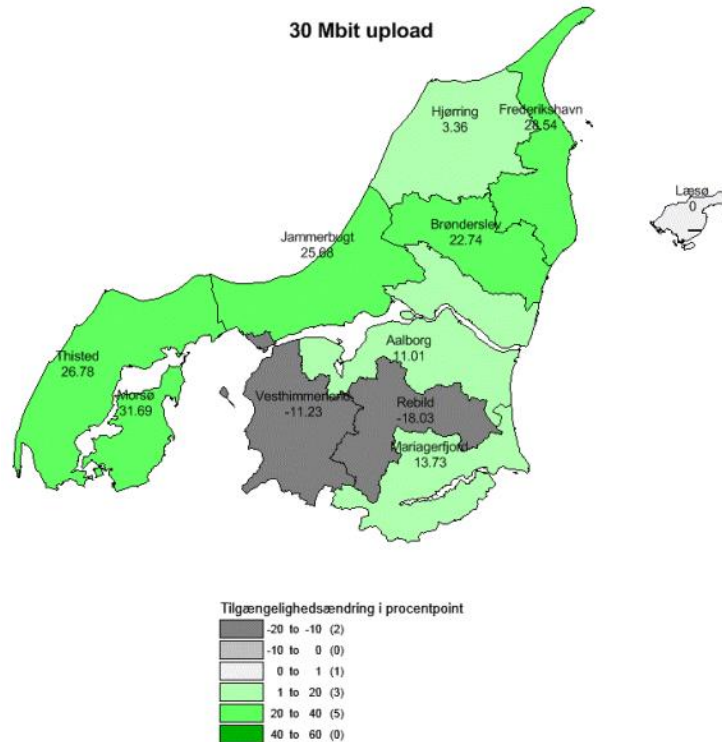 30 Mbit upload
Hjørring
3.36
Frederikshavn
28.54
Læsø
0
Brønderslev
22.74
Jammerbugt
25.68
Aalborg
11.01
Thisted
26.78
Morsø
31.69
Vesthimmerland
-11.23
Rebild
-18.03
Mariagerfjord
13.73
Tilgængelighedsændring i procentpoint
-20 to -10 (2)
-10 to 0 (0)
0 to 1 (1)
1 to 20 (3)
20 to 40 (5)
40 to 60 (0)